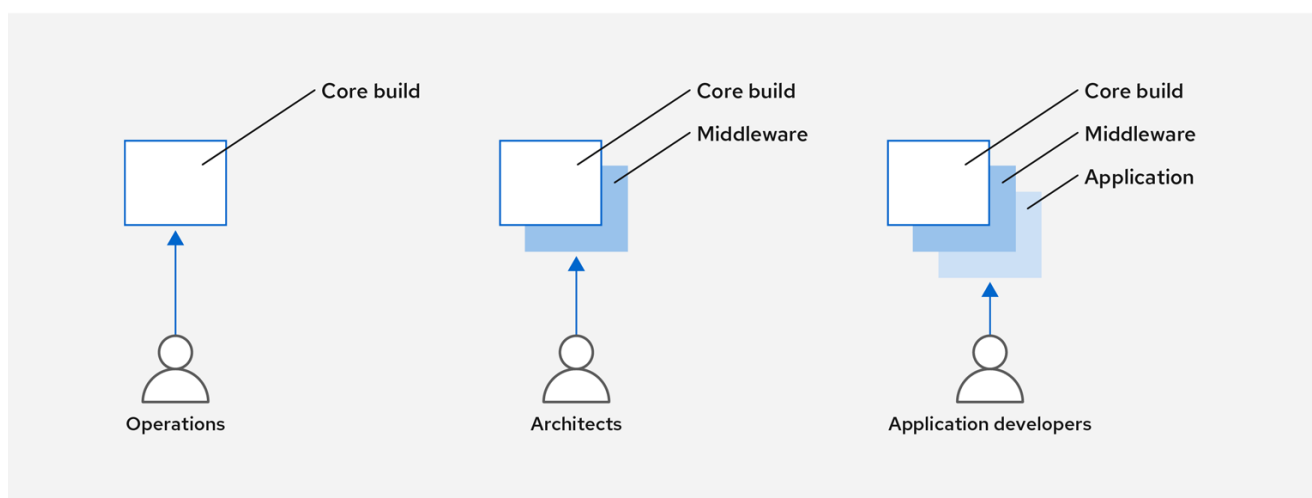 Core build
Operations
Core build
Middleware
Architects
Core build
Middleware
Application
Application developers